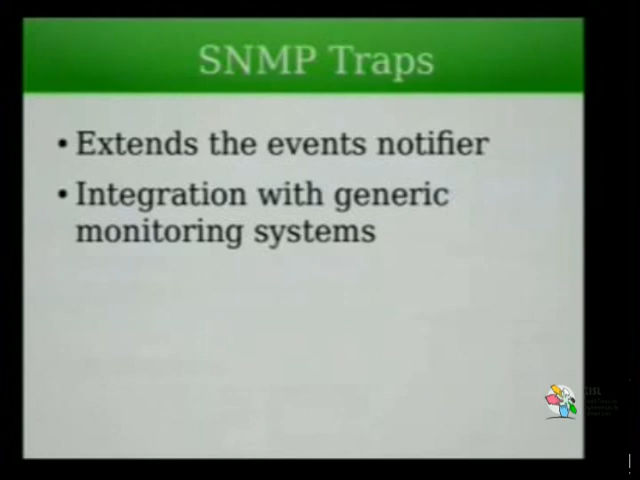 SNMP Traps
• Extends the events notifier
• Integration with generic
monitoring systems